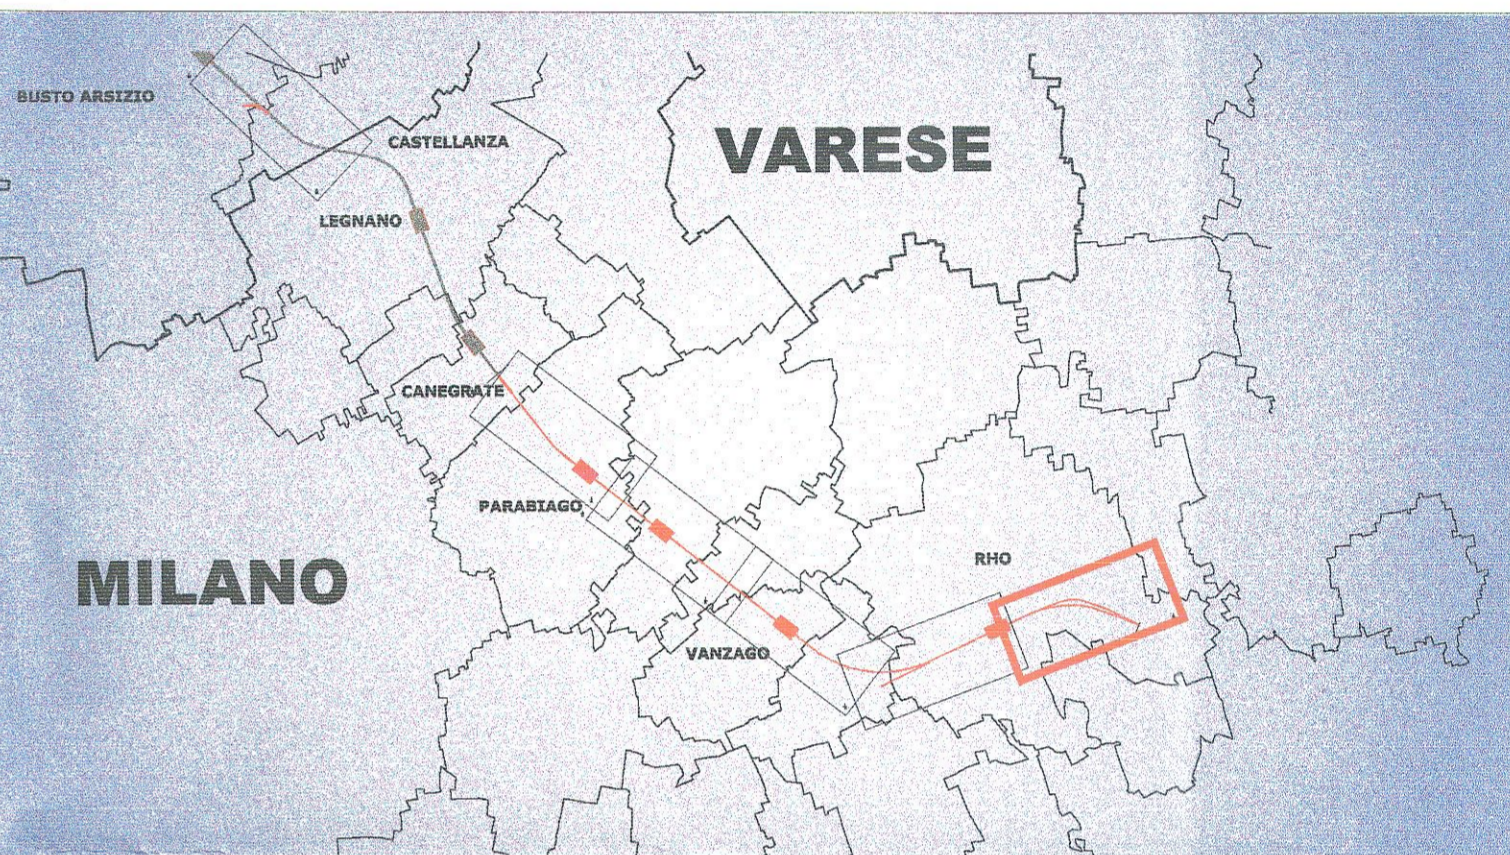 BUSTO ARSIZIO
CASTELLANZA
VARESE
LEGNANO
CANEGRATE
PARABIAGO
MILANO
RHO
VANZAGO